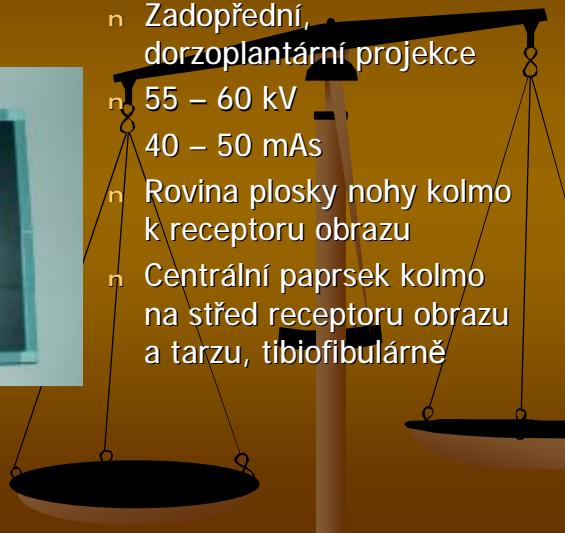 n Zadopřední,
dorzoplantární projekce
n 55 – 60 kV
40 – 50 mAs
n Rovina plosky nohy kolmo
k receptoru obrazu
n Centrální paprsek kolmo
na střed receptoru obrazu
a tarzu, tibiofibulárně